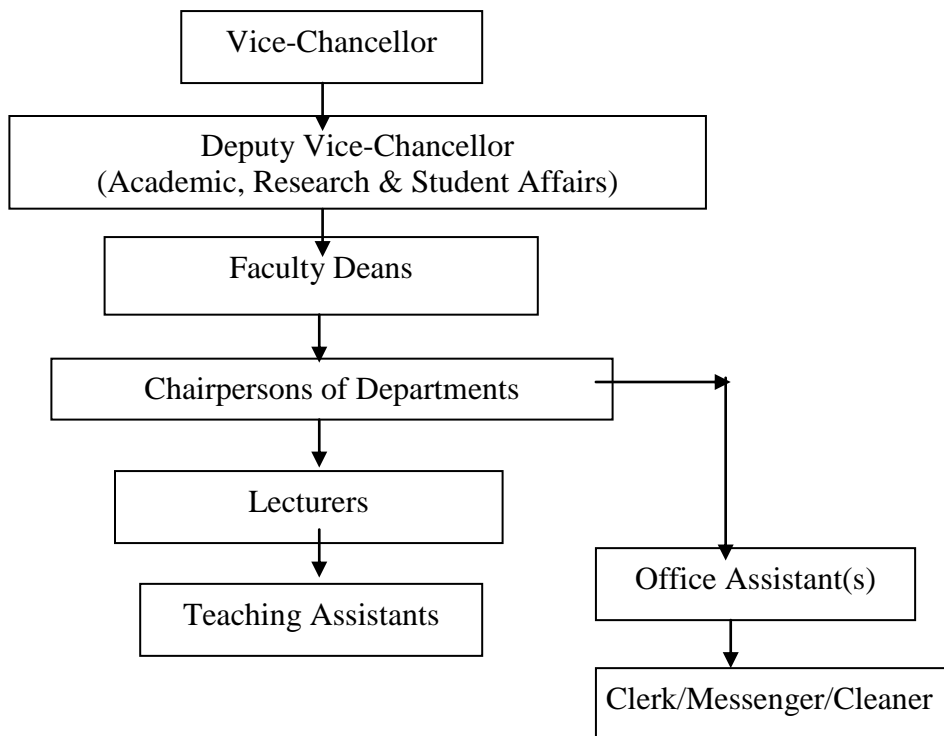 Vice-Chancellor
Deputy Vice-Chancellor
(Academic, Research & Student Affairs)
Faculty Deans
Chairpersons of Departments
Lecturers
Teaching Assistants
Office Assistant(s)
Clerk/Messenger/Cleaner